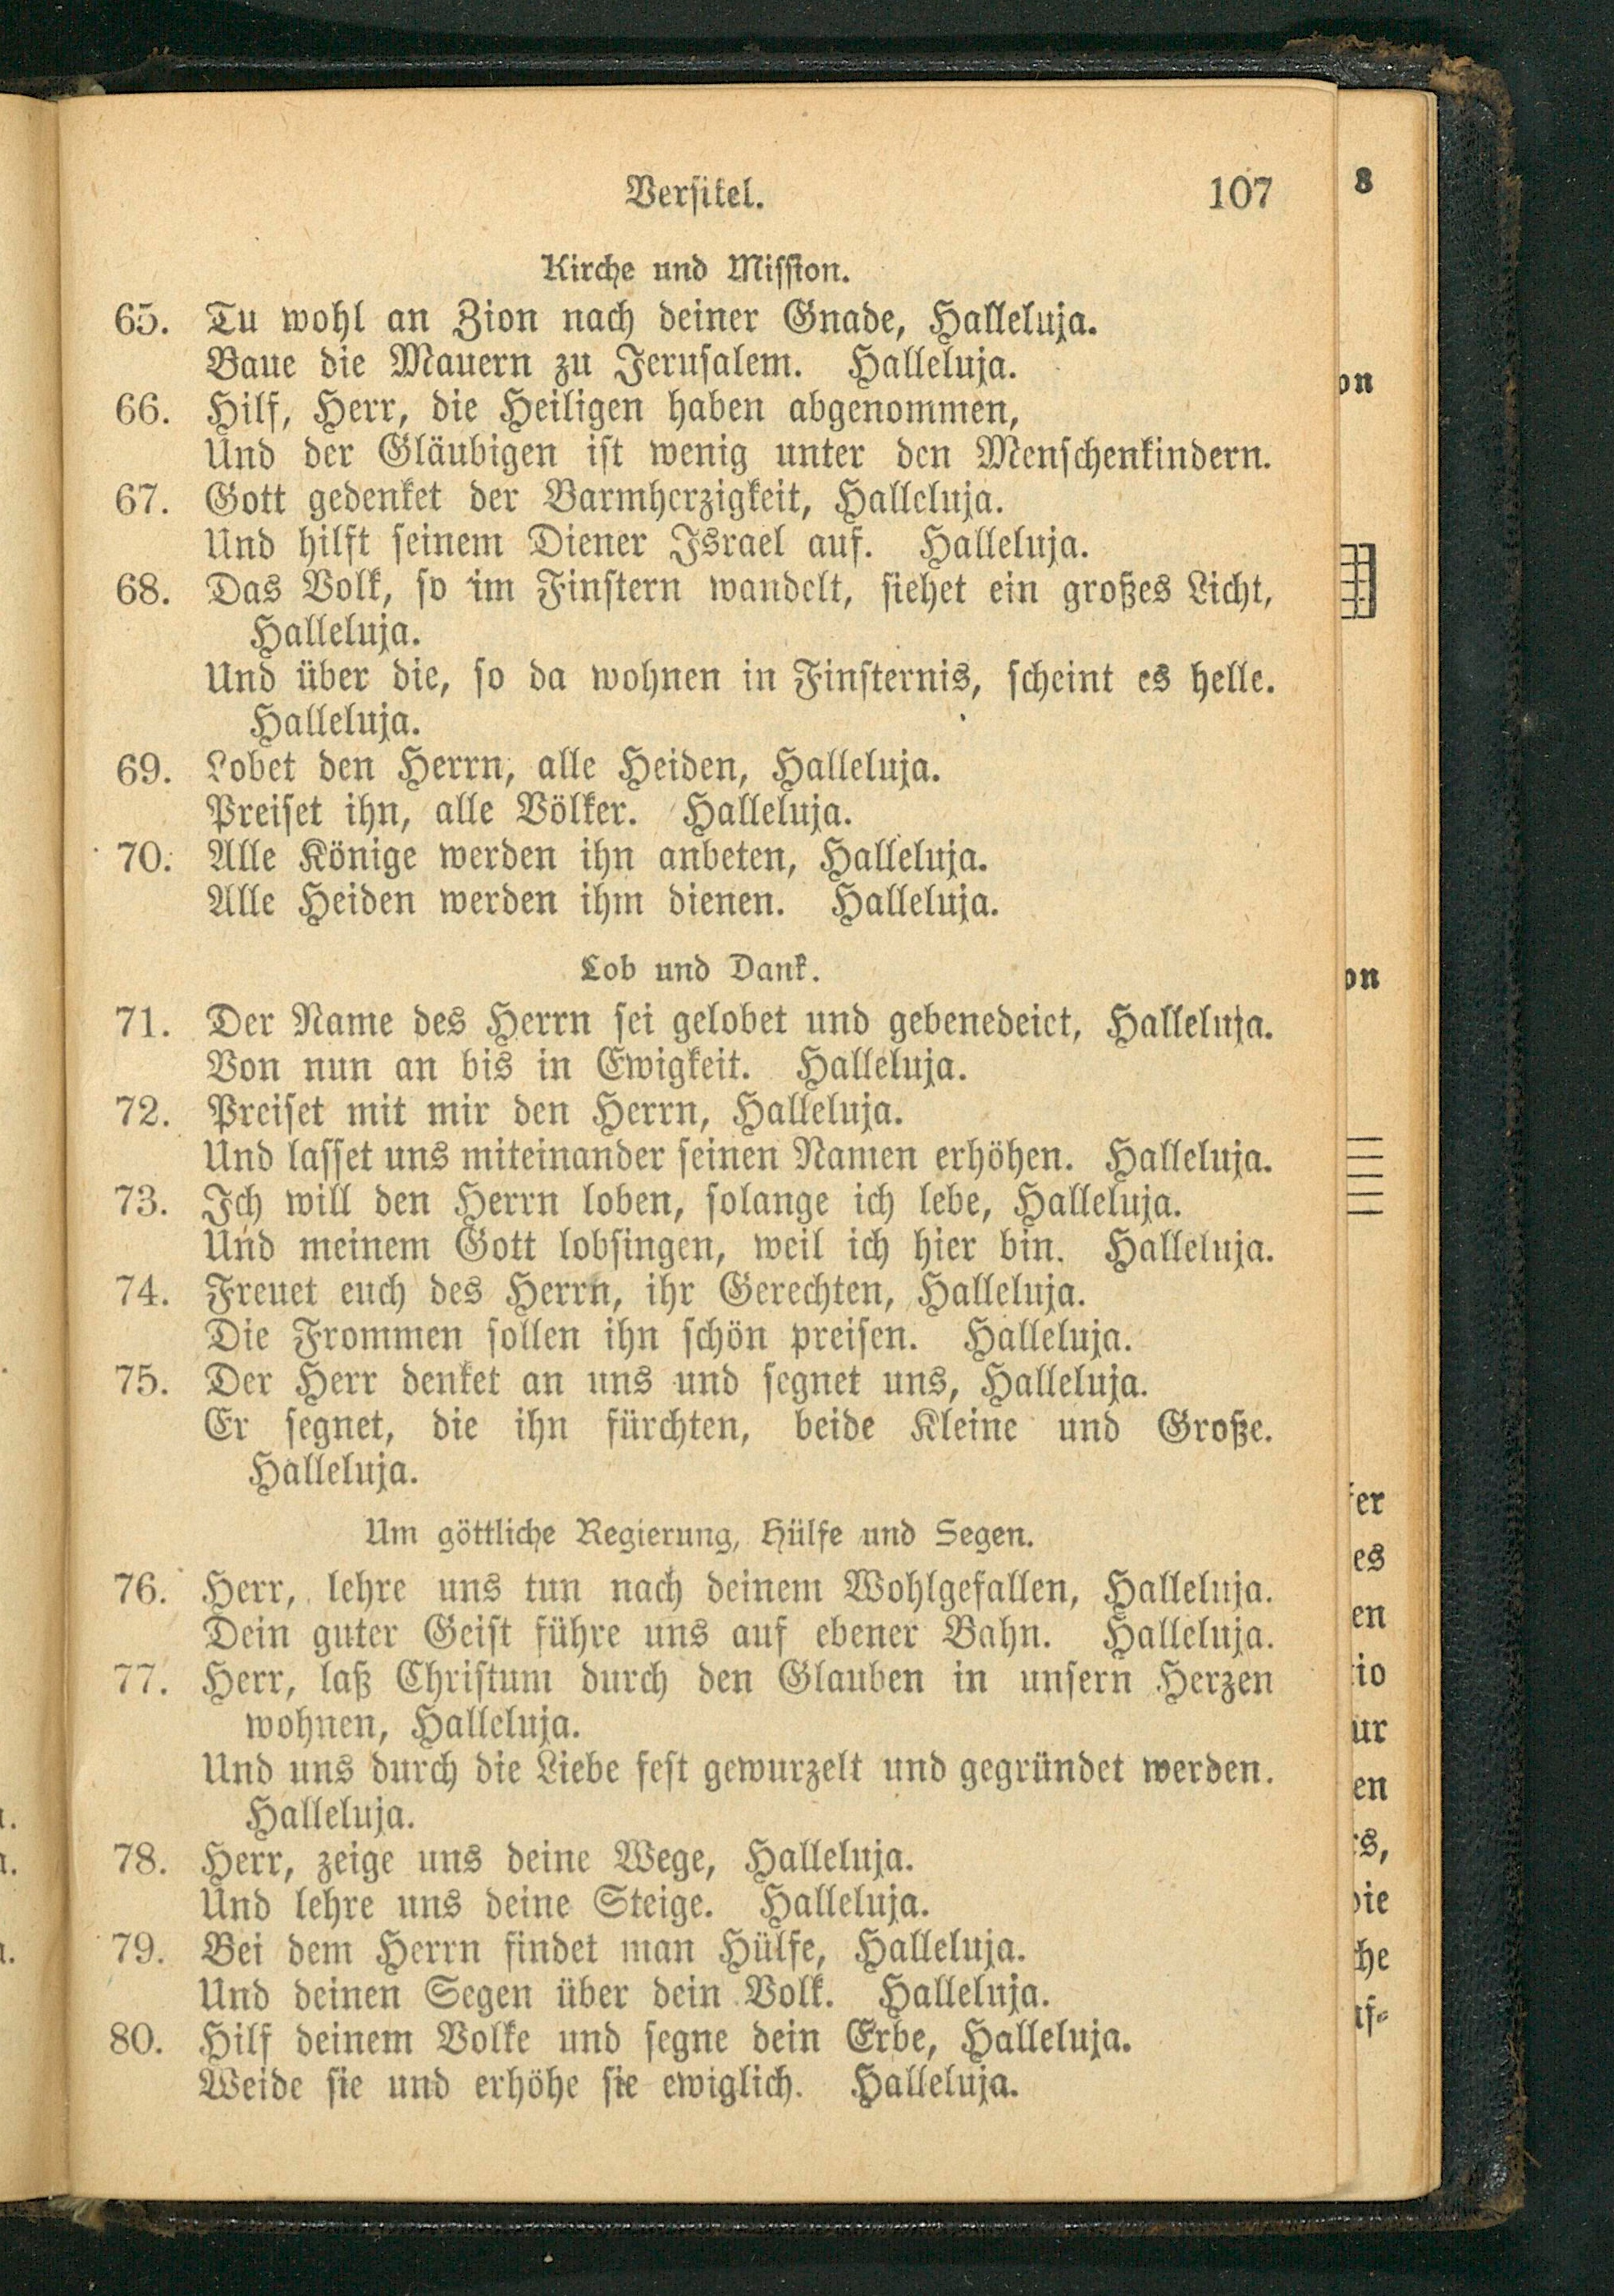 Versikel. 107
Kirche und Mission.
65. Tu wohl an Zion nach deiner Gnade, Halleluja.
Baue die Mauern zu Jerusalem. Halleluja.
66. Hilf, Herr, die Heiligen haben abgenommen,
Und der Gläubigen ist wenig unter den Menschenkindern.
67. Gott gedenket der Barmherzigkeit, Halleluja.
Und hilft seinem Diener Israel auf. Halleluja.
68. Das Volk, so im Finstern wandelt, siehet ein großes Licht,
Halleluja.
Und über die, so da wohnen in Finsternis, scheint es helle.
Halleluja.
69. Lobet den Herrn, alle Heiden, Halleluja.
Preiset ihn, alle Völker. Halleluja.
70. Alle Könige werden ihn anbeten, Halleluja.
Alle Heiden werden ihm dienen. Halleluja.
Lob und Dank.
71. Der Name des Herrn sei gelobet und gebenedeiet, Halleluja.
Von nun an bis in Ewigkeit. Halleluja.
72. Preiset mit mir den Herrn, Halleluja.
Und lasset uns miteinander seinen Namen erhöhen. Halleluja.
73. Ich will den Herrn loben, solange ich lebe, Halleluja.
Und meinem Gott lobsingen, weil ich hier bin. Halleluja.
74. Freuet euch des Herrn, ihr Gerechten, Halleluja.
Die Frommen sollen ihn schön preisen. Halleluja.
75. Der Herr denket an uns und segnet uns, Halleluja.
Er segnet, die ihn fürchten, beide Kleine und Große.
Halleluja.
Um göttliche Regierung, Hülfe und Segen.
76. Herr, lehre uns tun nach deinem Wohlgefallen, Halleluja.
Dein guter Geist führe uns auf ebener Bahn. Halleluja.
77. Herr, laß Christum durch den Glauben in unsern Herzen
wohnen, Halleluja.
Und uns durch die Liebe fest gewurzelt und gegründet werden.
Halleluja.
78. Herr, zeige uns deine Wege, Halleluja.
Und lehre uns deine Steige. Halleluja.
79. Bei dem Herrn findet man Hülfe, Halleluja.
Und deinen Segen über dein Volk. Halleluja.
80. Hilf deinem Volke und segne dein Erbe, Halleluja.
Weide sie und erhöhe sie ewiglich. Halleluja.